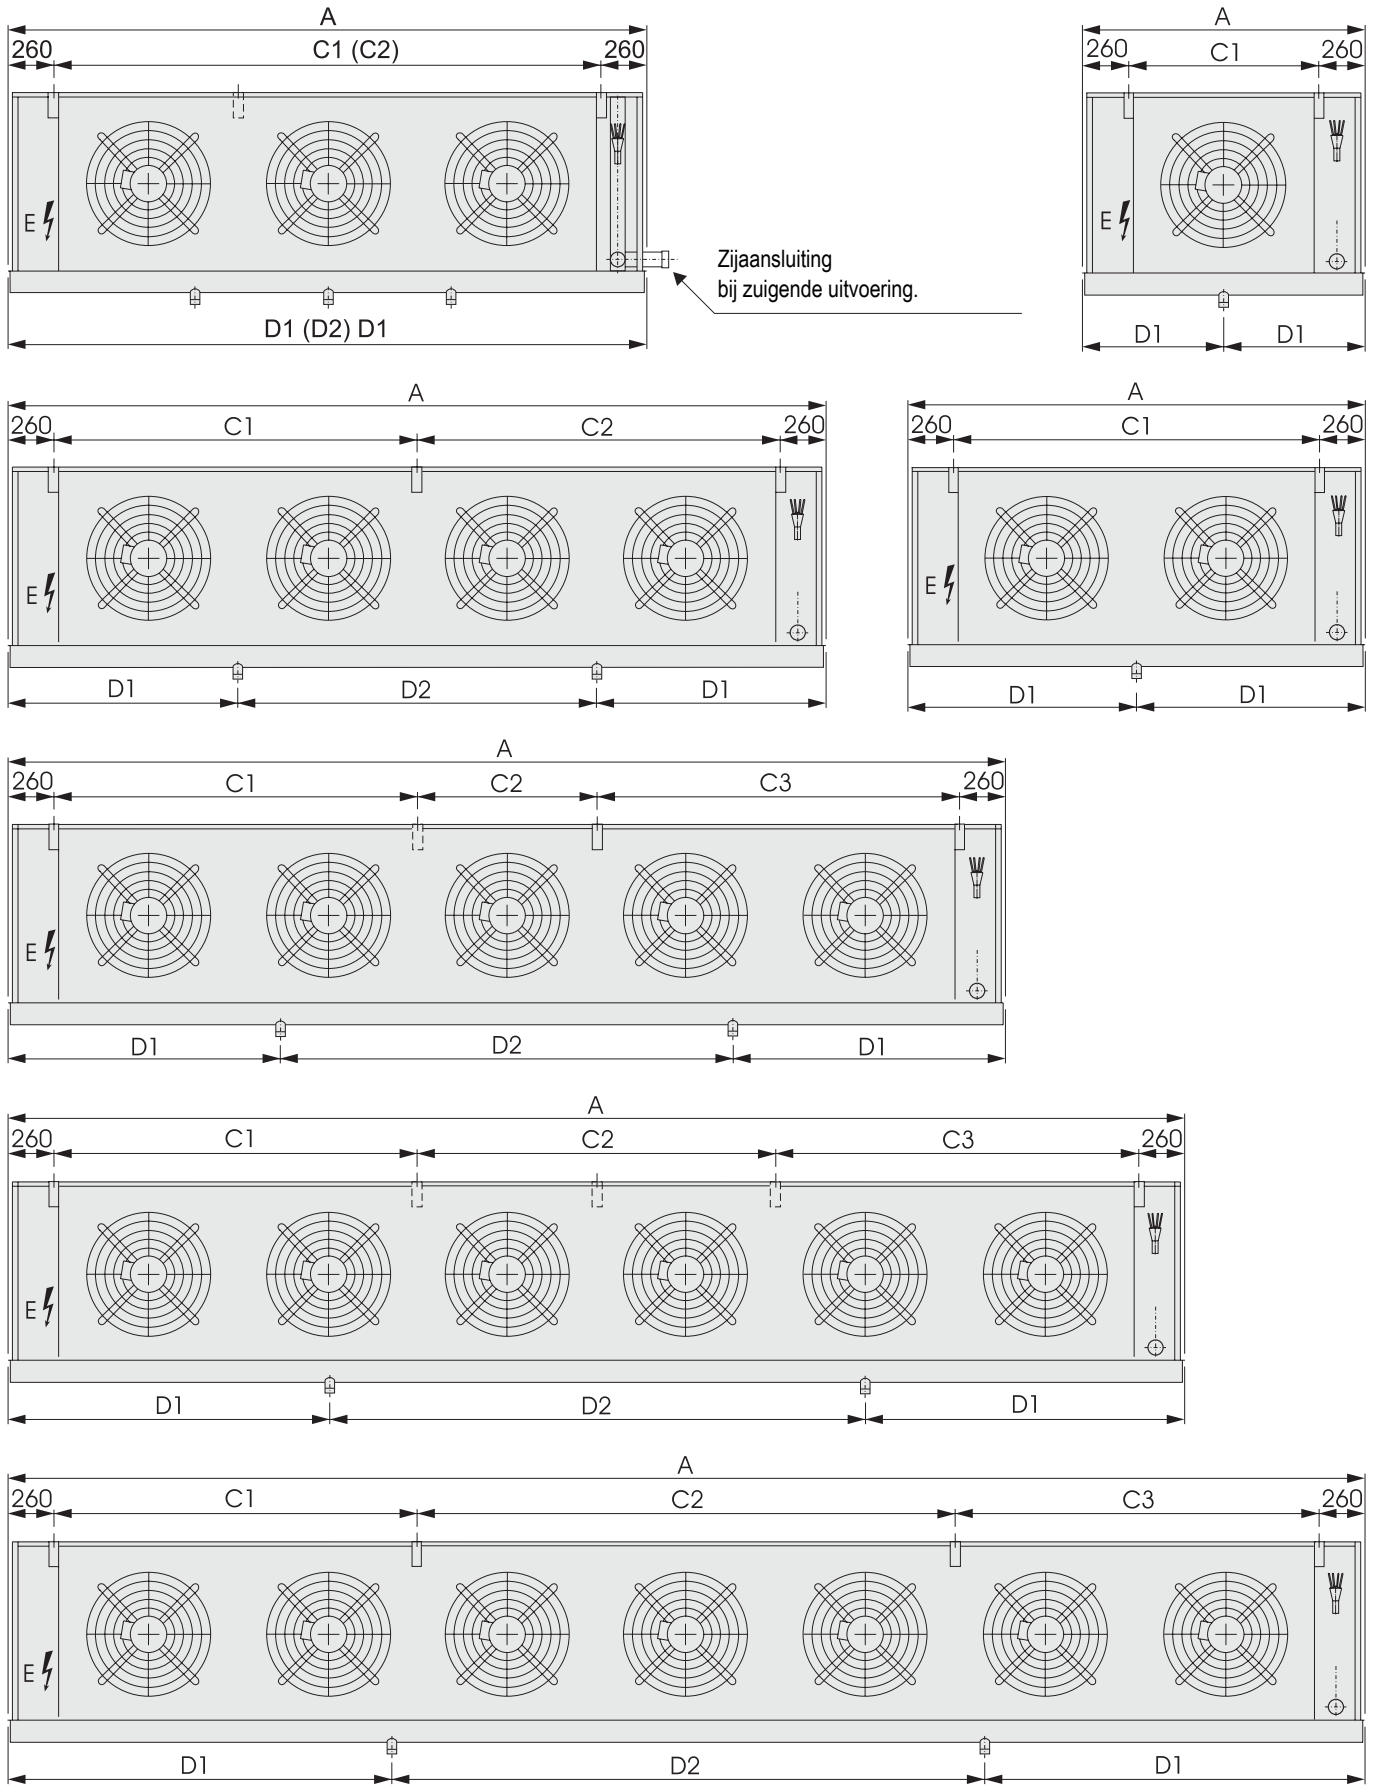 A
260 C1 (C2) 260
E
D1 (D2) D1
Zijaansluiting
bij zuigende uitvoering.
A
260 C1 260
E
D1 D1
A
260 C1 C2 260
E
D1 D2 D1
A
260 C1 260
E
D1 D1
A
260 C1 C2 C3 260
E
D1 D2 D1
A
260 C1 C2 C3 260
E
D1 D2 D1
A
260 C1 C2 C3 260
E
D1 D2 D1